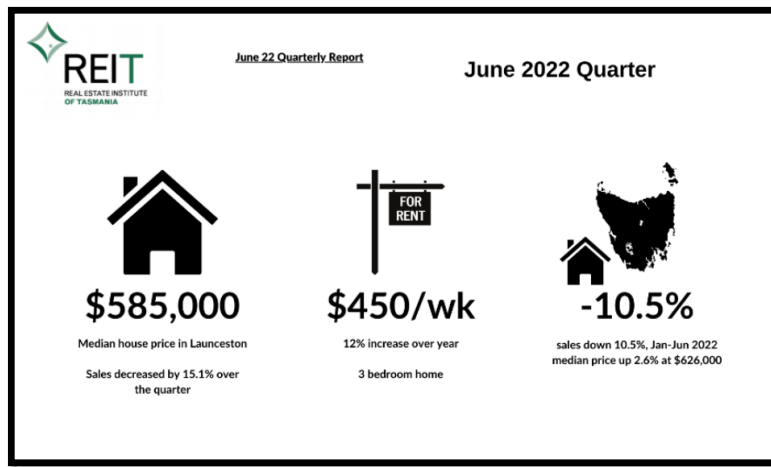 REIT
REAL ESTATE INSTITUTE
OF TASMANIA
June 22 Quarterly Report
June 2022 Quarter
FOR
RENT
$585,000
Median house price in Launceston
Sales decreased by 15.1% over
the quarter
$450/wk
12% increase over year
3 bedroom home
-10.5%
sales down 10.5%, Jan-Jun 2022
median price up 2.6% at $626,000